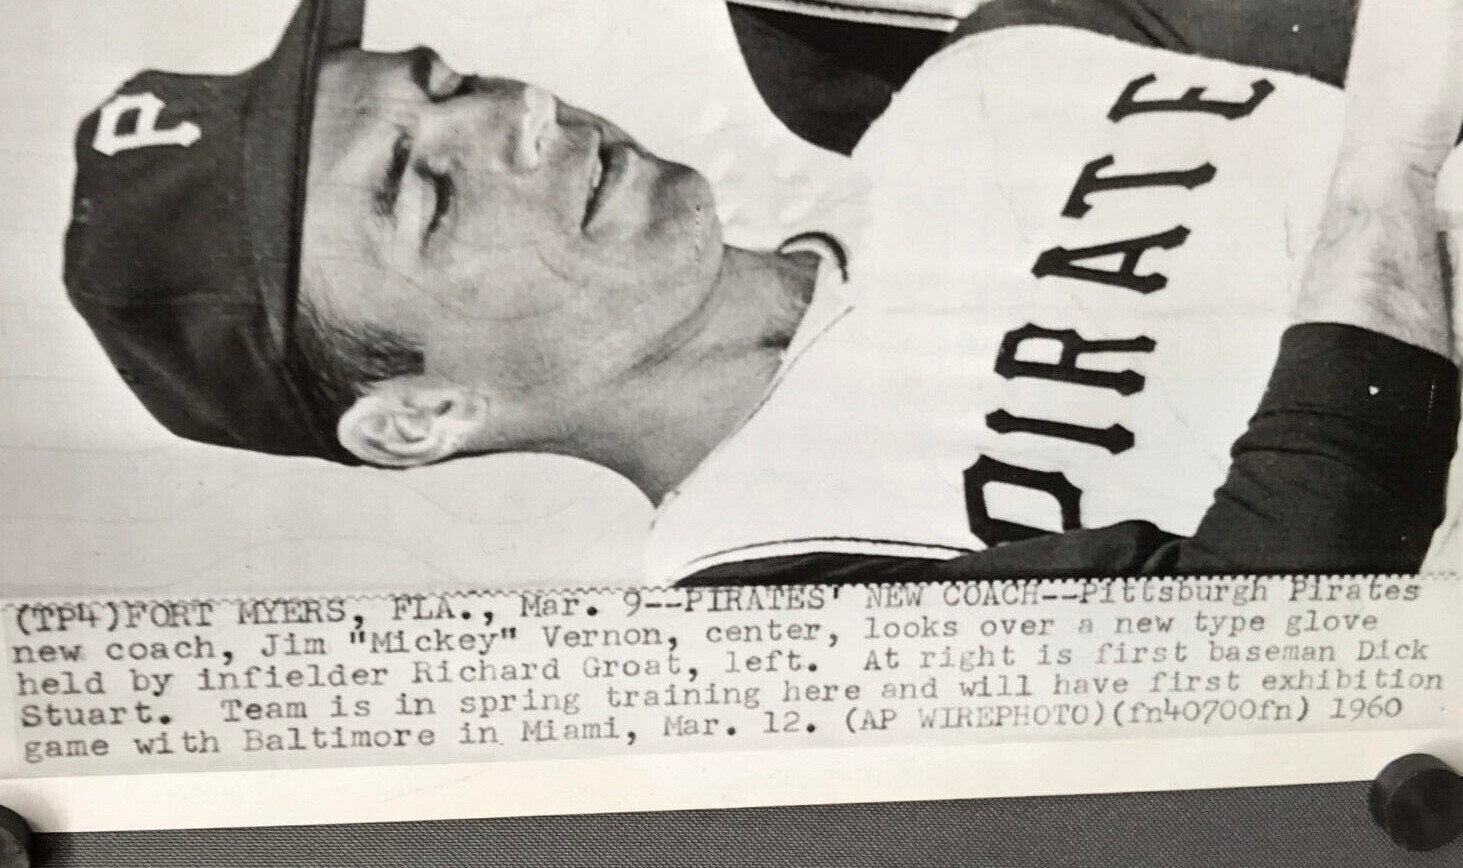 P
PIRATE
(TP4)FORT MYERS, FLA., Mar. 9--PIRATES' NEW COACH--Pittsburgh Pirates
new coach, Jim "Mickey" Vernon, center, looks over a new type glove
held by infielder Richard Groat, left. At right is first baseman Dick
Stuart. Team is in spring training here and will have first exhibition
game with Baltimore in Miami, Mar. 12. (AP WIREPHOTO)(fn40700fn) 1960